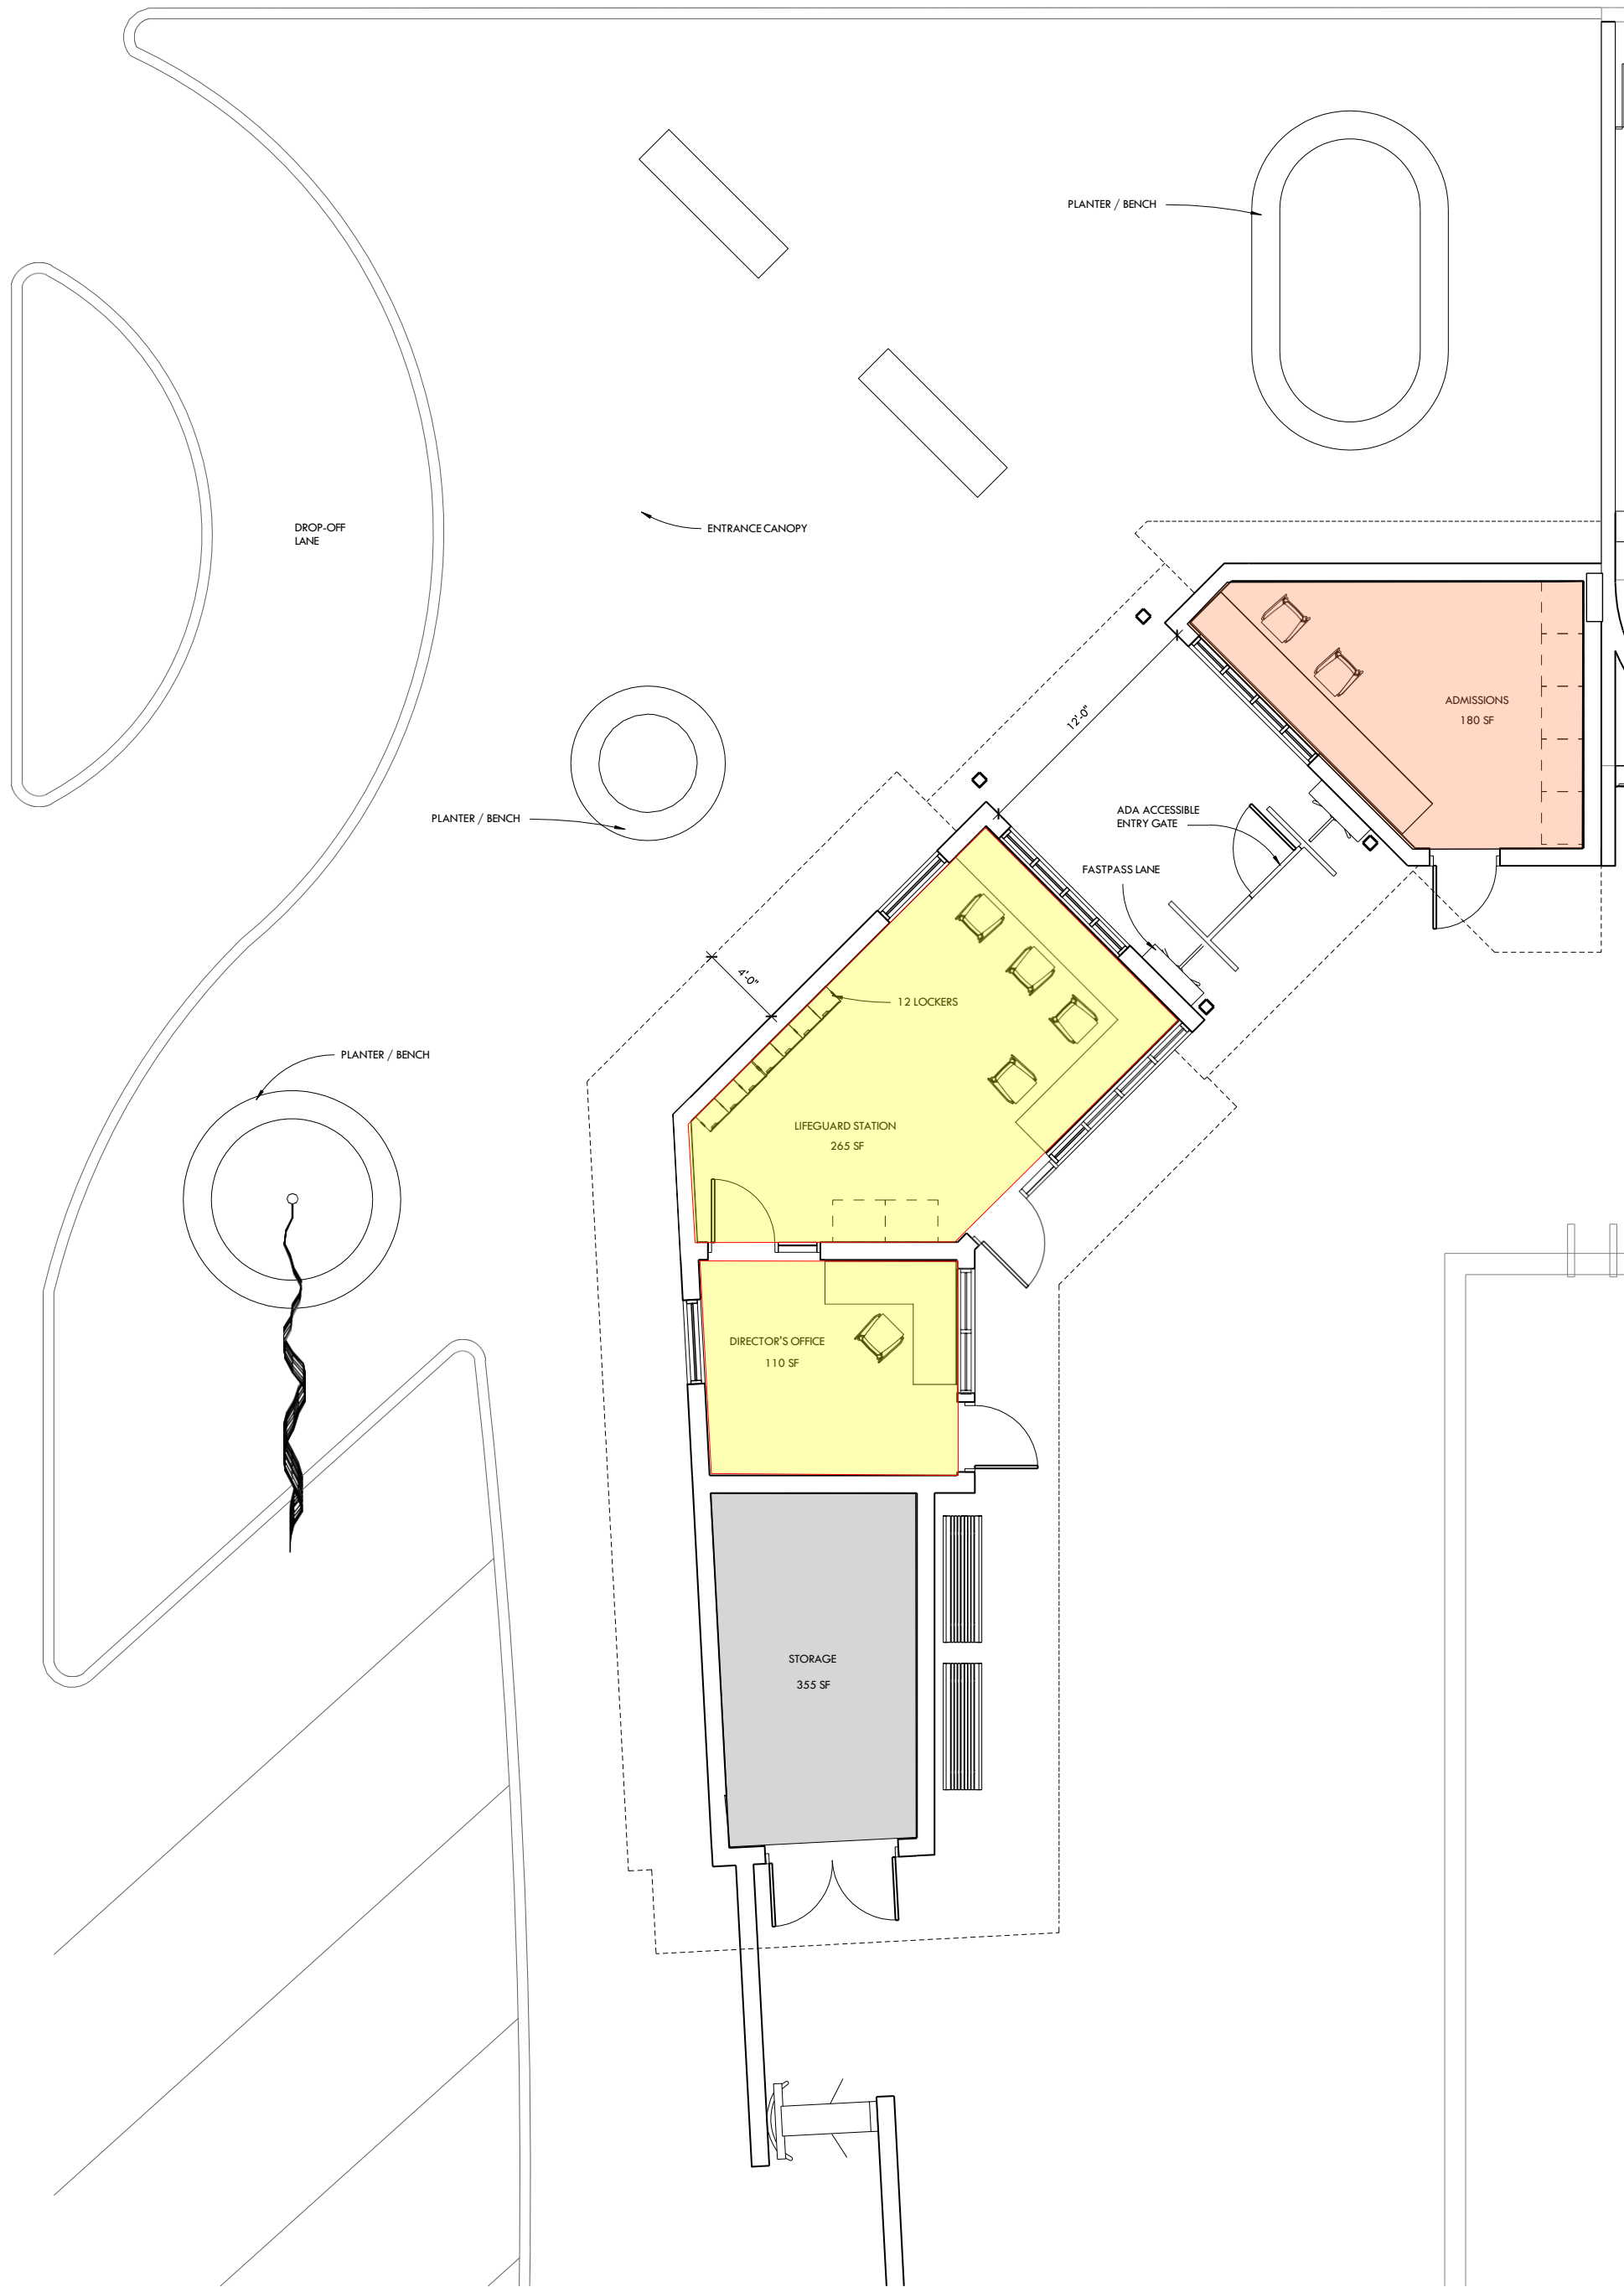 PLANTER / BENCH
DROP-OFF
LANE
ENTRANCE CANOPY
ADMISSIONS
180 SF
12'-0"
PLANTER / BENCH
ADA ACCESSIBLE
ENTRY GATE
FASTPASS LANE
4'-0"
12 LOCKERS
PLANTER / BENCH
LIFEGUARD STATION
265 SF
DIRECTOR'S OFFICE
110 SF
STORAGE
355 SF